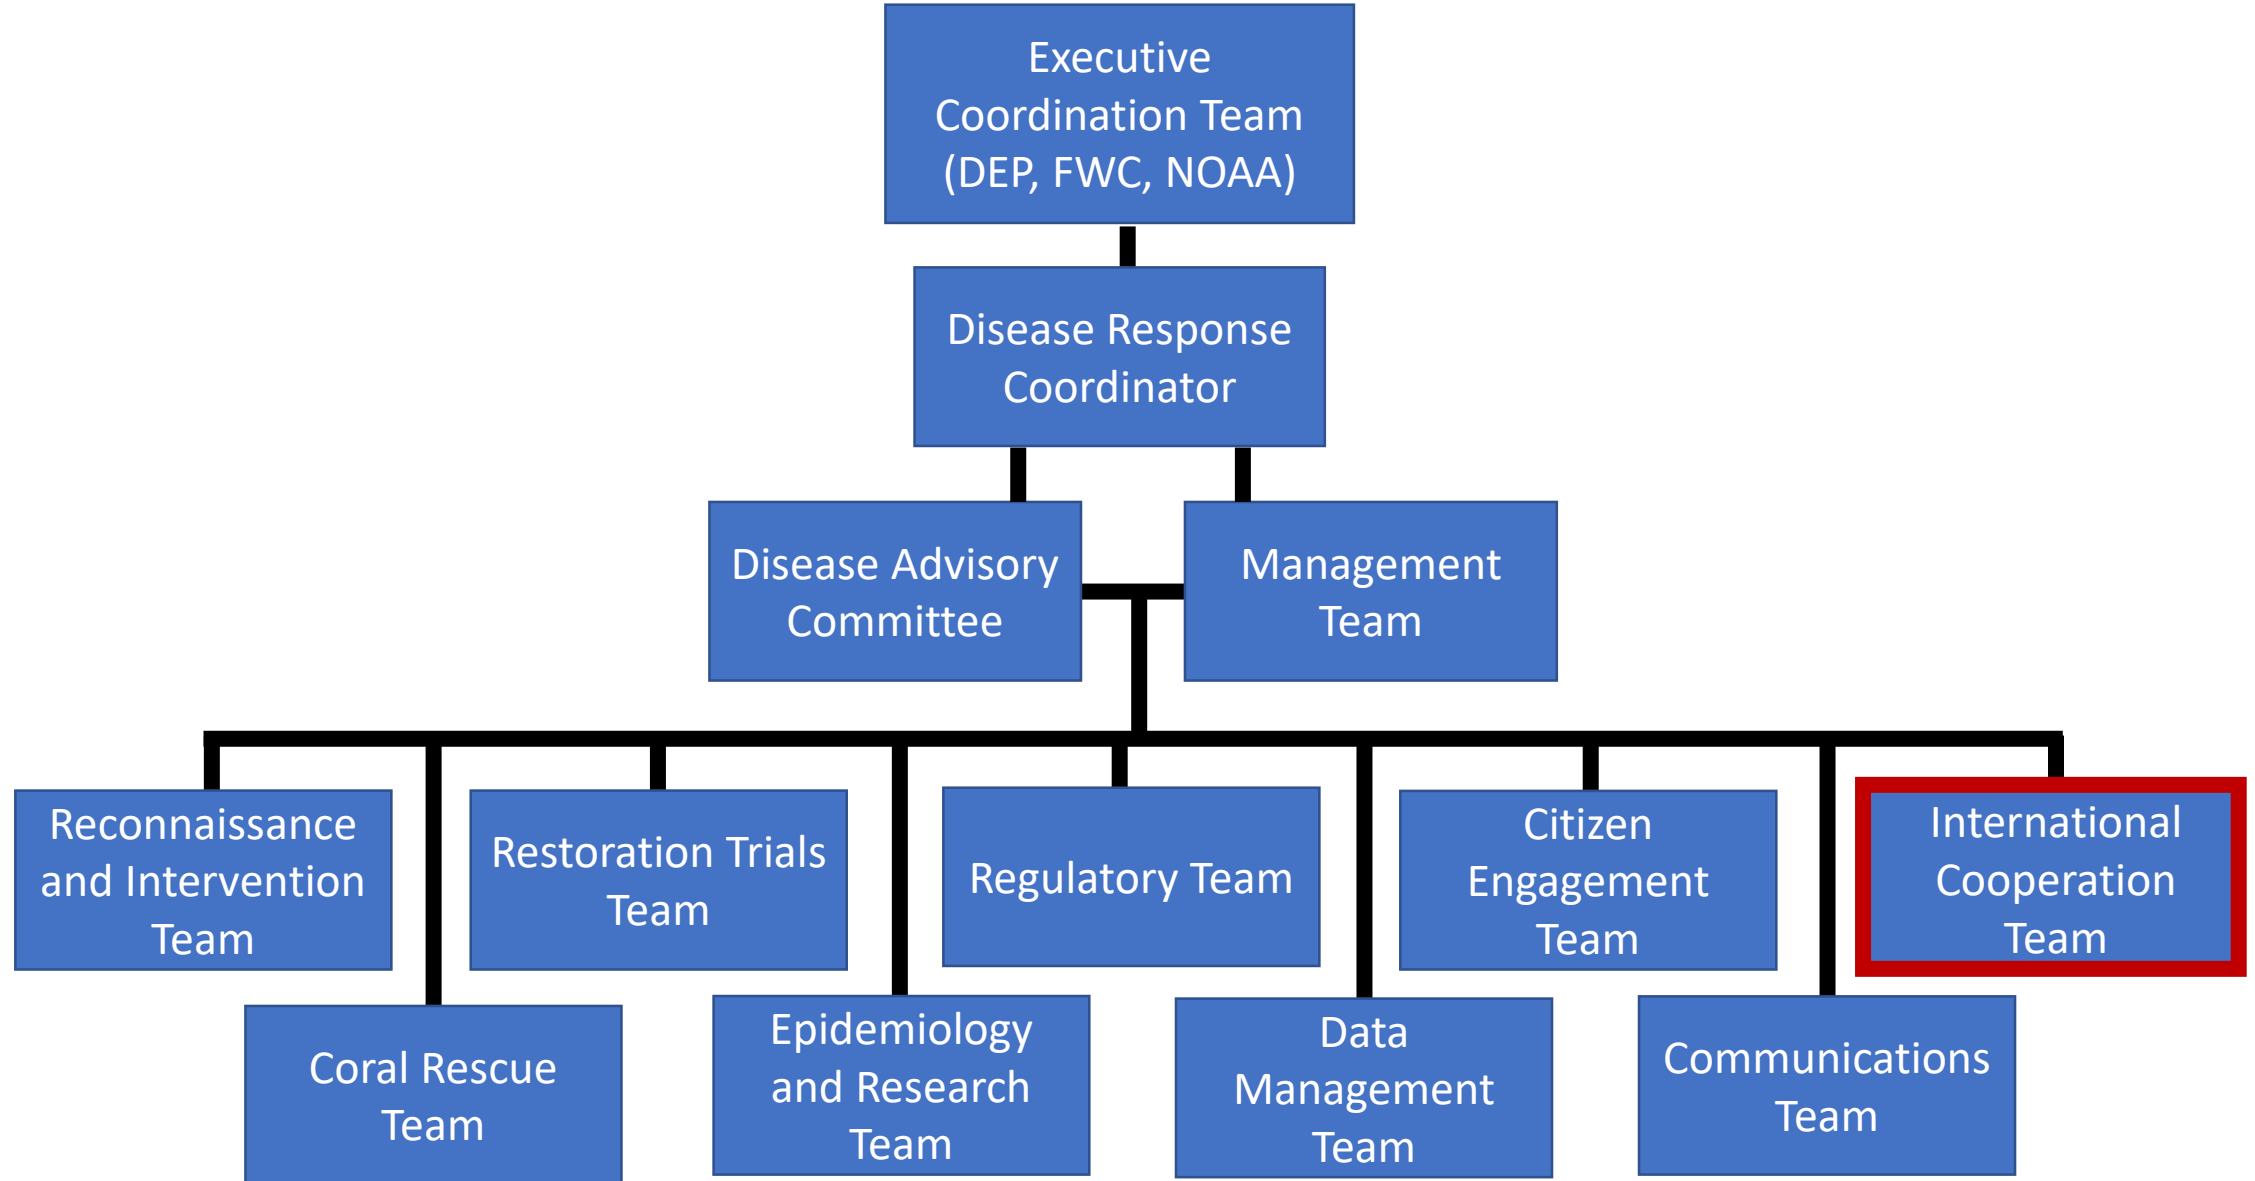 Executive
Coordination Team
(DEP, FWC, NOAA)
Disease Response
Coordinator
Disease Advisory
Committee
Management
Team
Reconnaissance
and Intervention
Team
Restoration Trials
Team
Regulatory Team
Citizen
Engagement
Team
International
Cooperation
Team
Coral Rescue
Team
Epidemiology
and Research
Team
Data
Management
Team
Communications
Team